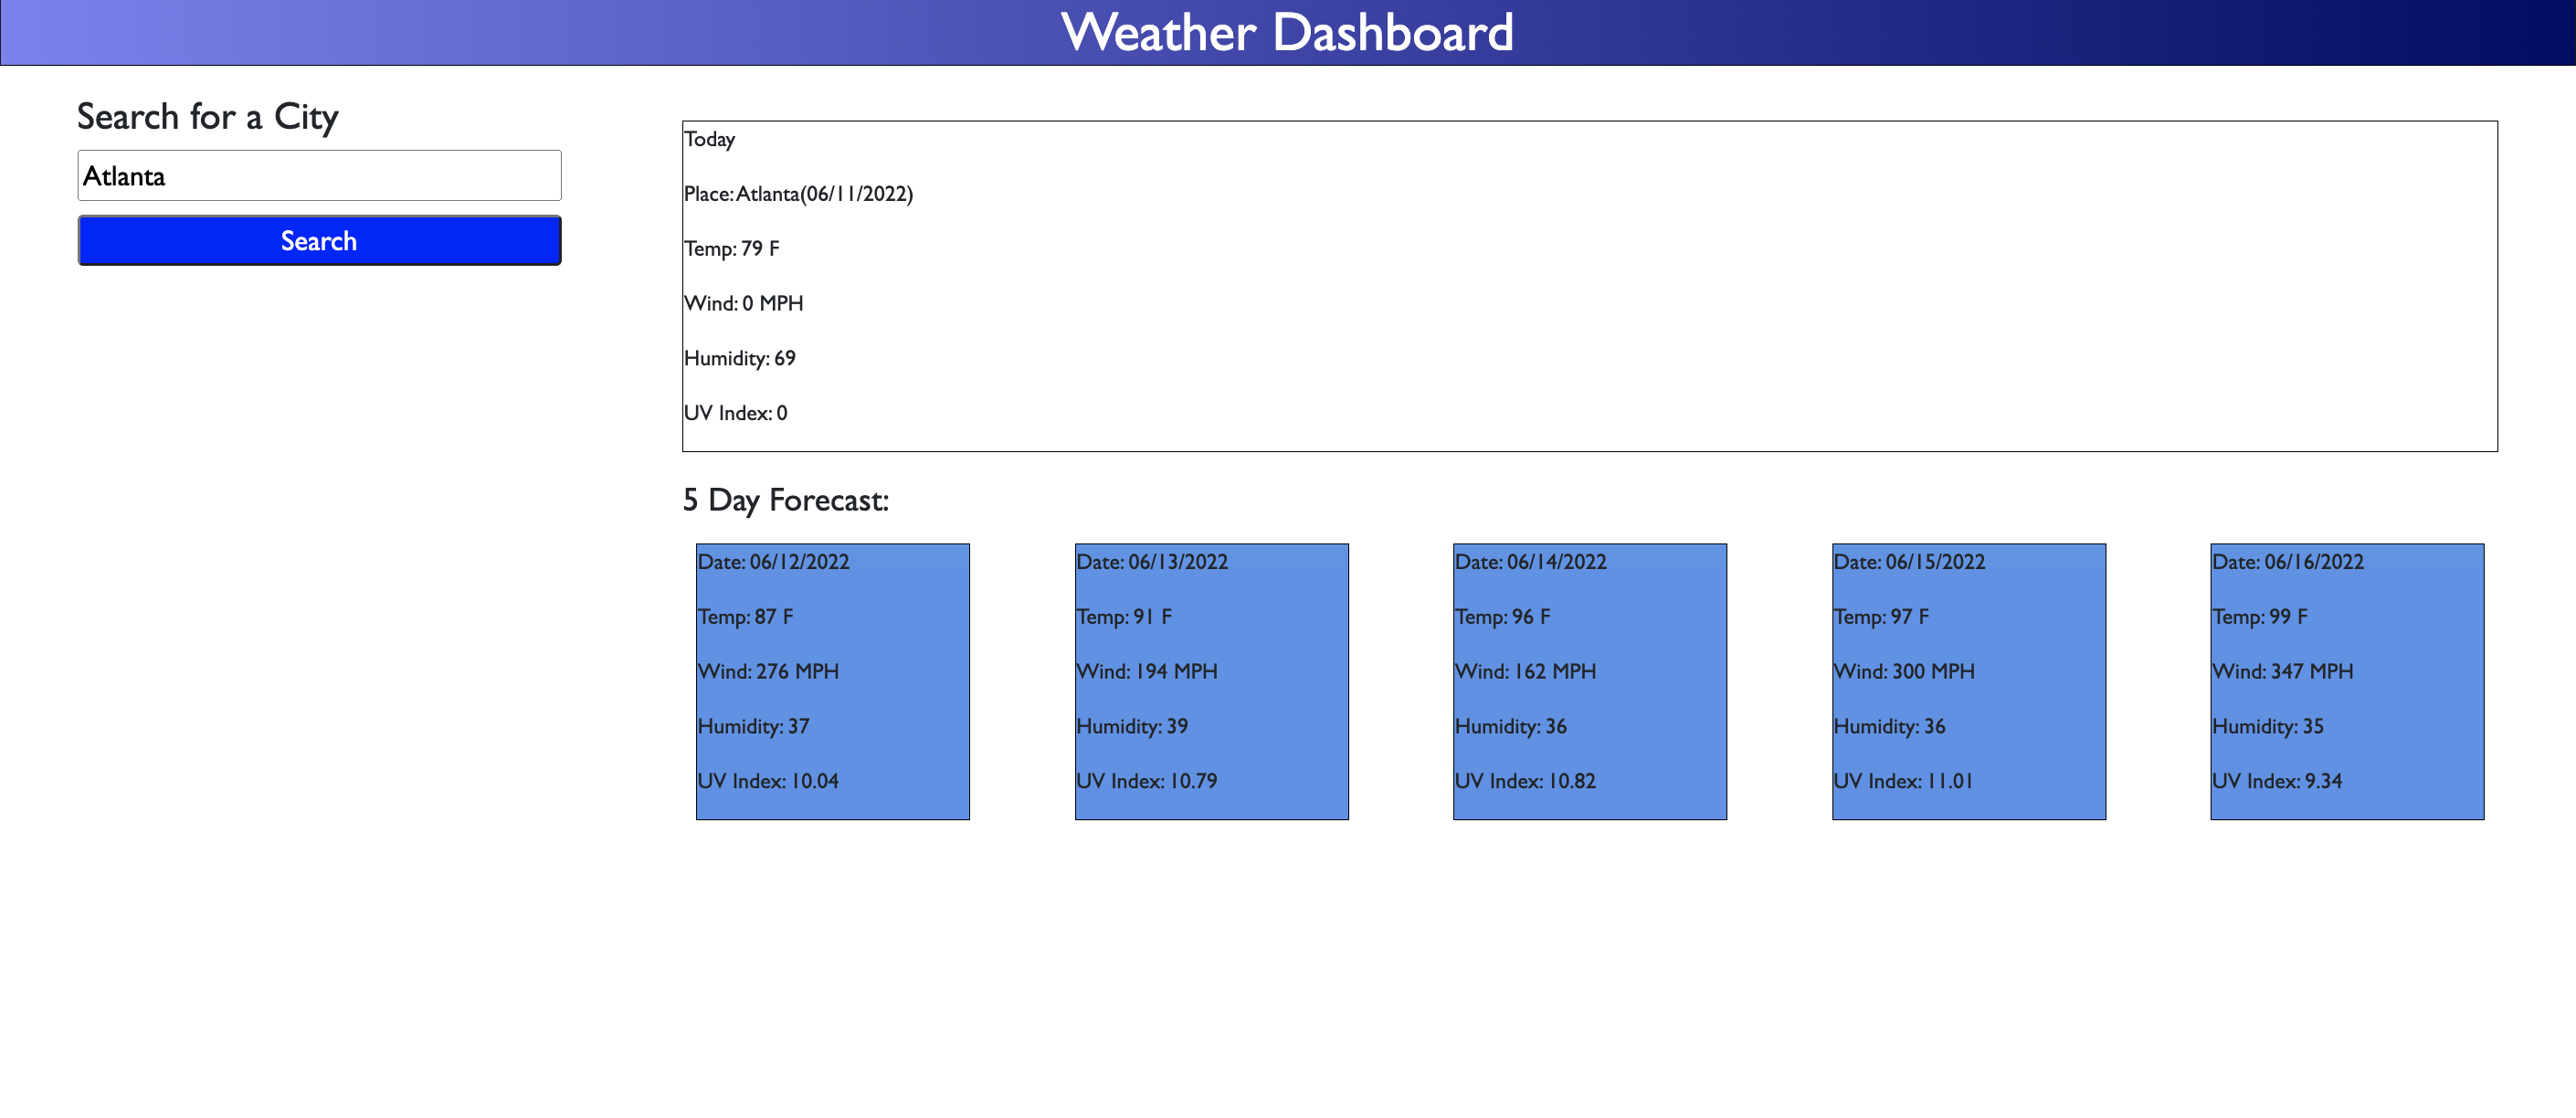 Weather Dashboard
Search for a City
Atlanta
Search
Today
Place: Atlanta(06/11/2022)
Temp: 79 F
Wind: 0 MPH
Humidity: 69
UV Index: 0
5 Day Forecast:
Date: 06/12/2022
Temp: 87 F
Wind: 276 MPH
Humidity: 37
UV Index: 10.04
Date: 06/13/2022
Temp: 91 F
Wind: 194 MPH
Humidity: 39
UV Index: 10.79
Date: 06/14/2022
Temp: 96 F
Wind: 162 MPH
Humidity: 36
UV Index: 10.82
Date: 06/15/2022
Temp: 97 F
Wind: 300 MPH
Humidity: 36
UV Index: 11.01
Date: 06/16/2022
Temp: 99 F
Wind: 347 MPH
Humidity: 35
UV Index: 9.34